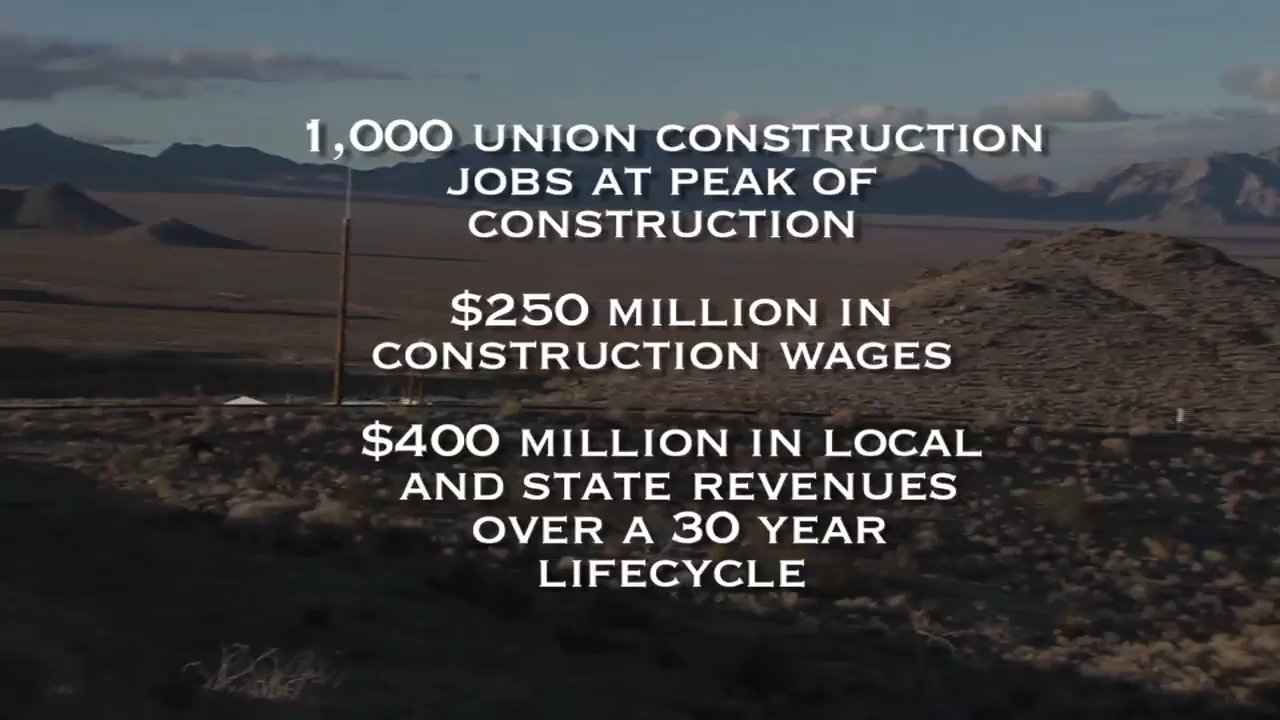 1,000 UNION CONSTRUCTION
JOBS AT PEAK OF
CONSTRUCTION
$250 MILLION IN
CONSTRUCTION WAGES
$400 MILLION IN LOCAL
AND STATE REVENUES
OVER A 30 YEAR
LIFECYCLE